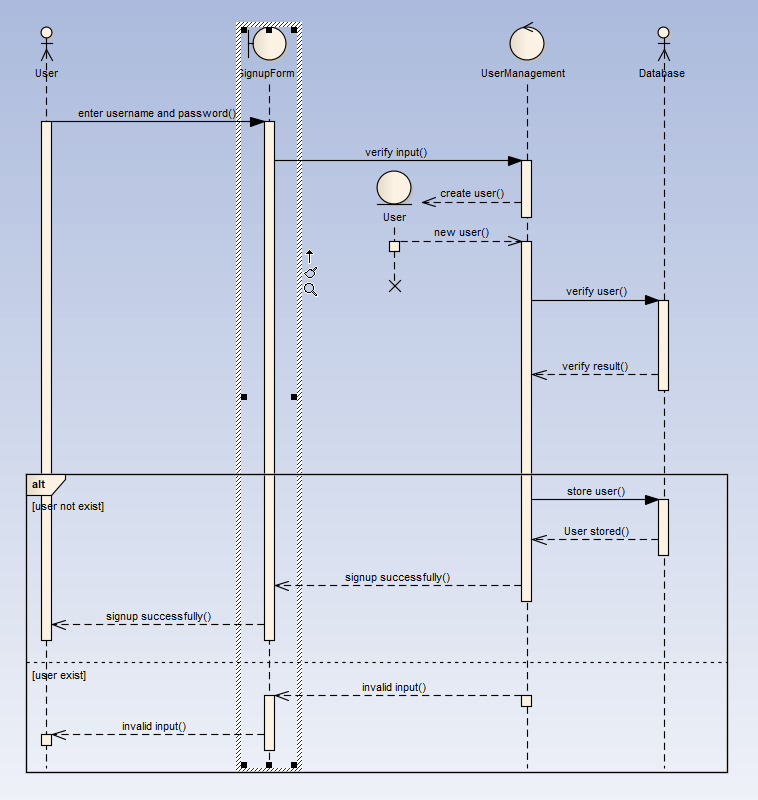 User
SignupForm
UserManagement
Database
enter username and password()
verify input()
create user()
User
new user()
verify user()
verify result()
alt
store user()
[user not exist]
User stored()
signup successfully()
signup successfully()
[user exist]
invalid input()
invalid input()